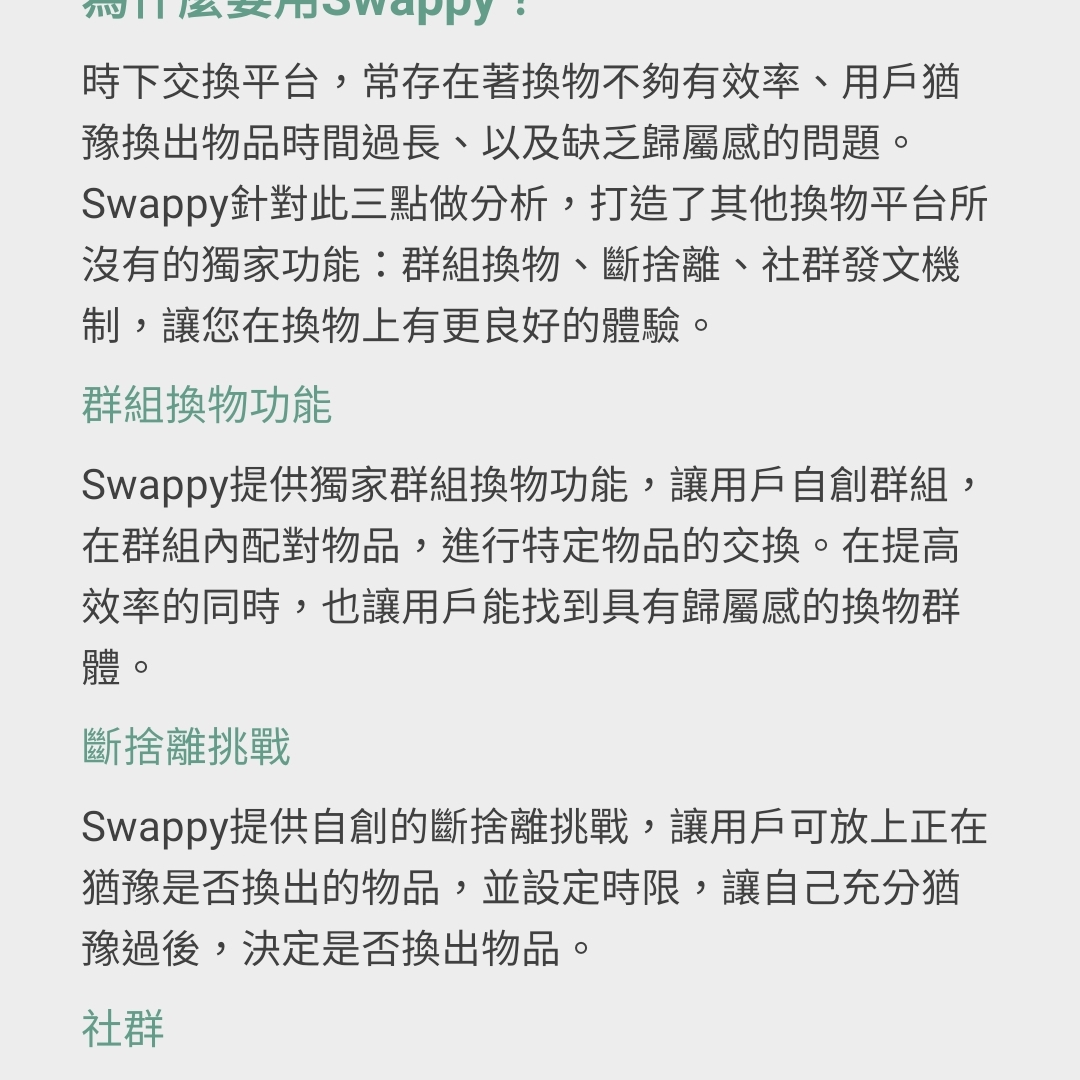 為什麼要用Swappy？
時下交換平台，常存在著換物不夠有效率、用戶猶
豫換出物品時間過長、以及缺乏歸屬感的問題。
Swappy針對此三點做分析，打造了其他換物平台所
沒有的獨家功能：群組換物、斷捨離、社群發文機
制，讓您在換物上有更良好的體驗。
群組換物功能
Swappy提供獨家群組換物功能，讓用戶自創群組，
在群組內配對物品，進行特定物品的交換。在提高
效率的同時，也讓用戶能找到具有歸屬感的換物群
體。
斷捨離挑戰
Swappy提供自創的斷捨離挑戰，讓用戶可放上正在
猶豫是否換出的物品，並設定時限，讓自己充分猶
豫過後，決定是否換出物品。
社群